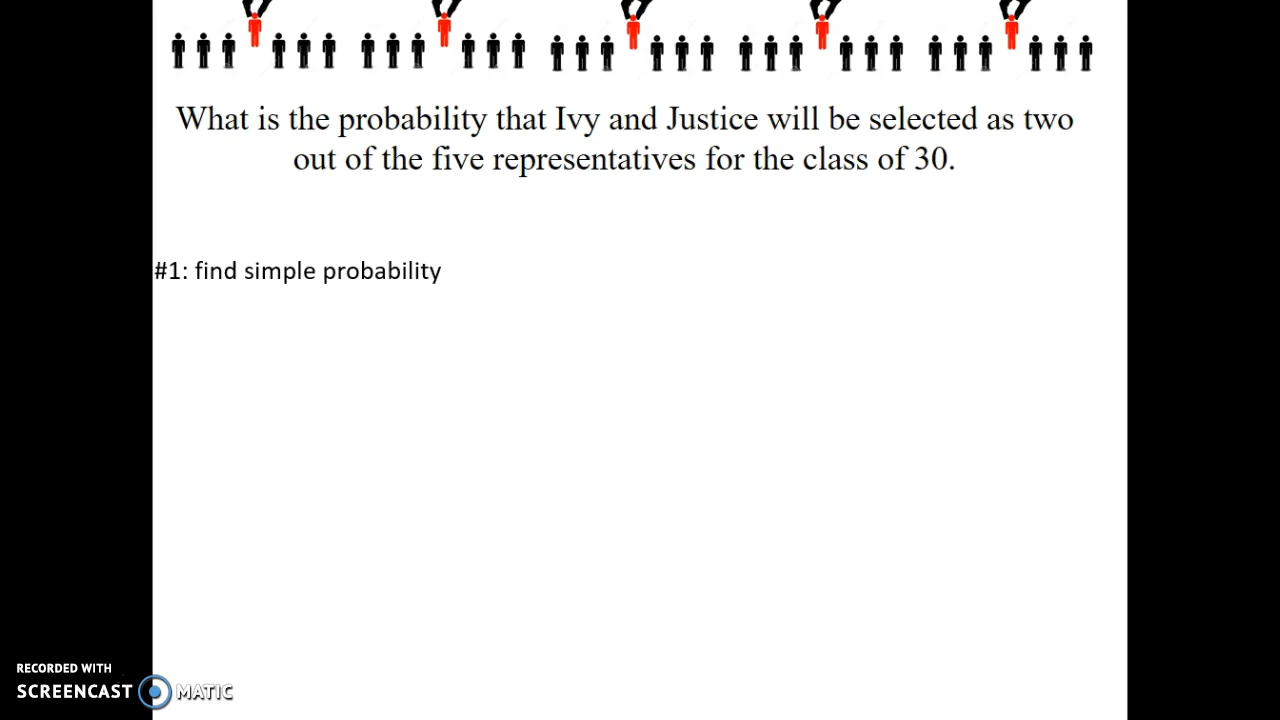 What is the probability that Ivy and Justice will be selected as two
out of the five representatives for the class of 30.
#1: find simple probability
RECORDED WITH
SCREENCAST MATIC